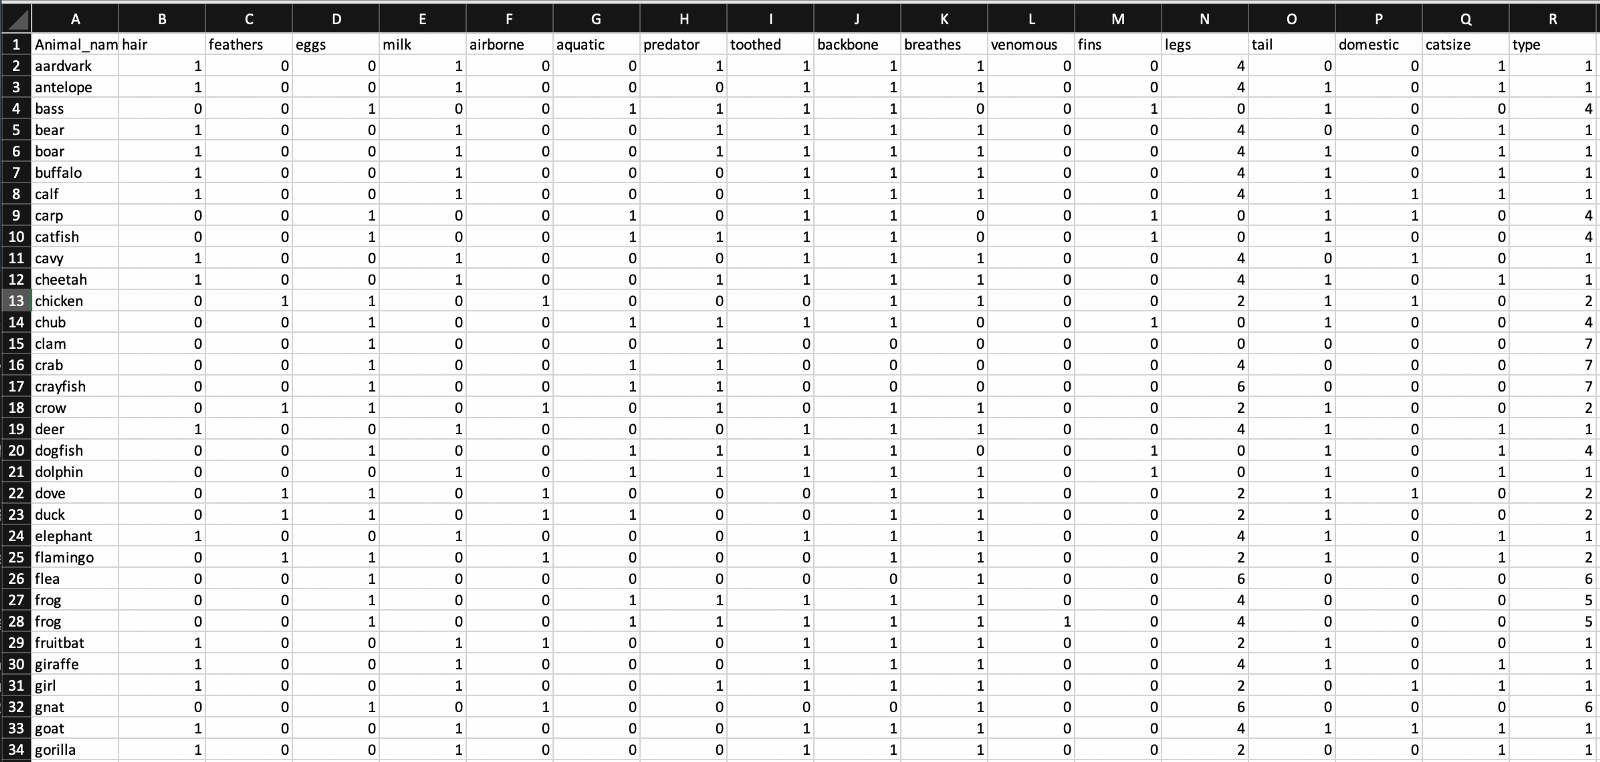 A B C D E F G H I J K L M N O P Q R
1 Animal_nam hair feathers eggs milk airborne aquatic predator toothed backbone breathes venomous fins legs tail domestic catsize type
2 aardvark 1 0 0 1 0 0 1 1 1 1 0 0 4 0 0 1 1
3 antelope 1 0 0 1 0 0 0 1 1 1 0 0 4 1 0 1 1
4 bass 0 0 1 0 0 1 1 1 1 0 0 1 0 1 0 0 4
5 bear 1 0 0 1 0 0 1 1 1 1 0 0 4 0 0 1 1
6 boar 1 0 0 1 0 0 1 1 1 1 0 0 4 1 0 1 1
7 buffalo 1 0 0 1 0 0 0 1 1 1 0 0 4 1 0 1 1
8 calf 1 0 0 1 0 0 0 1 1 1 0 0 4 1 1 1 1
9 carp 0 0 1 0 0 1 0 1 1 0 0 1 0 1 1 0 4
10 catfish 0 0 1 0 0 1 1 1 1 0 0 1 0 1 0 0 4
11 cavy 1 0 0 1 0 0 0 1 1 1 0 0 4 0 1 0 1
12 cheetah 1 0 0 1 0 0 1 1 1 1 0 0 4 1 0 1 1
13 chicken 0 1 1 0 1 0 0 0 1 1 0 0 2 1 1 0 2
14 chub 0 0 1 0 0 1 1 1 1 0 0 1 0 1 0 0 4
15 clam 0 0 1 0 0 0 1 0 0 0 0 0 0 0 0 0 7
16 crab 0 0 1 0 0 1 1 0 0 0 0 0 4 0 0 0 7
17 crayfish 0 0 1 0 0 1 1 0 0 0 0 0 6 0 0 0 7
18 crow 0 1 1 0 1 0 1 0 1 1 0 0 2 1 0 0 2
19 deer 1 0 0 1 0 0 0 1 1 1 0 0 4 1 0 1 1
20 dogfish 0 0 1 0 0 1 1 1 1 0 0 1 0 1 0 1 4
21 dolphin 0 0 0 1 0 1 1 1 1 1 0 1 0 1 0 1 1
22 dove 0 1 1 0 1 0 0 0 1 1 0 0 2 1 1 0 2
23 duck 0 1 1 0 1 1 0 0 1 1 0 0 2 1 0 0 2
24 elephant 1 0 0 1 0 0 0 1 1 1 0 0 4 1 0 1 1
25 flamingo 0 1 1 0 1 0 0 0 1 1 0 0 2 1 0 1 2
26 flea 0 0 1 0 0 0 0 0 0 1 0 0 6 0 0 0 6
27 frog 0 0 1 0 0 1 1 1 1 1 0 0 4 0 0 0 5
28 frog 0 0 1 0 0 1 1 1 1 1 1 0 4 0 0 0 5
29 fruitbat 1 0 0 1 1 0 0 1 1 1 0 0 2 1 0 0 1
30 giraffe 1 0 0 1 0 0 0 1 1 1 0 0 4 1 0 1 1
31 girl 1 0 0 1 0 0 1 1 1 1 0 0 2 0 1 1 1
32 gnat 0 0 1 0 1 0 0 0 0 1 0 0 6 0 0 0 6
33 goat 1 0 0 1 0 0 0 1 1 1 0 0 4 1 1 1 1
34 gorilla 1 0 0 1 0 0 0 1 1 1 0 0 2 0 0 1 1